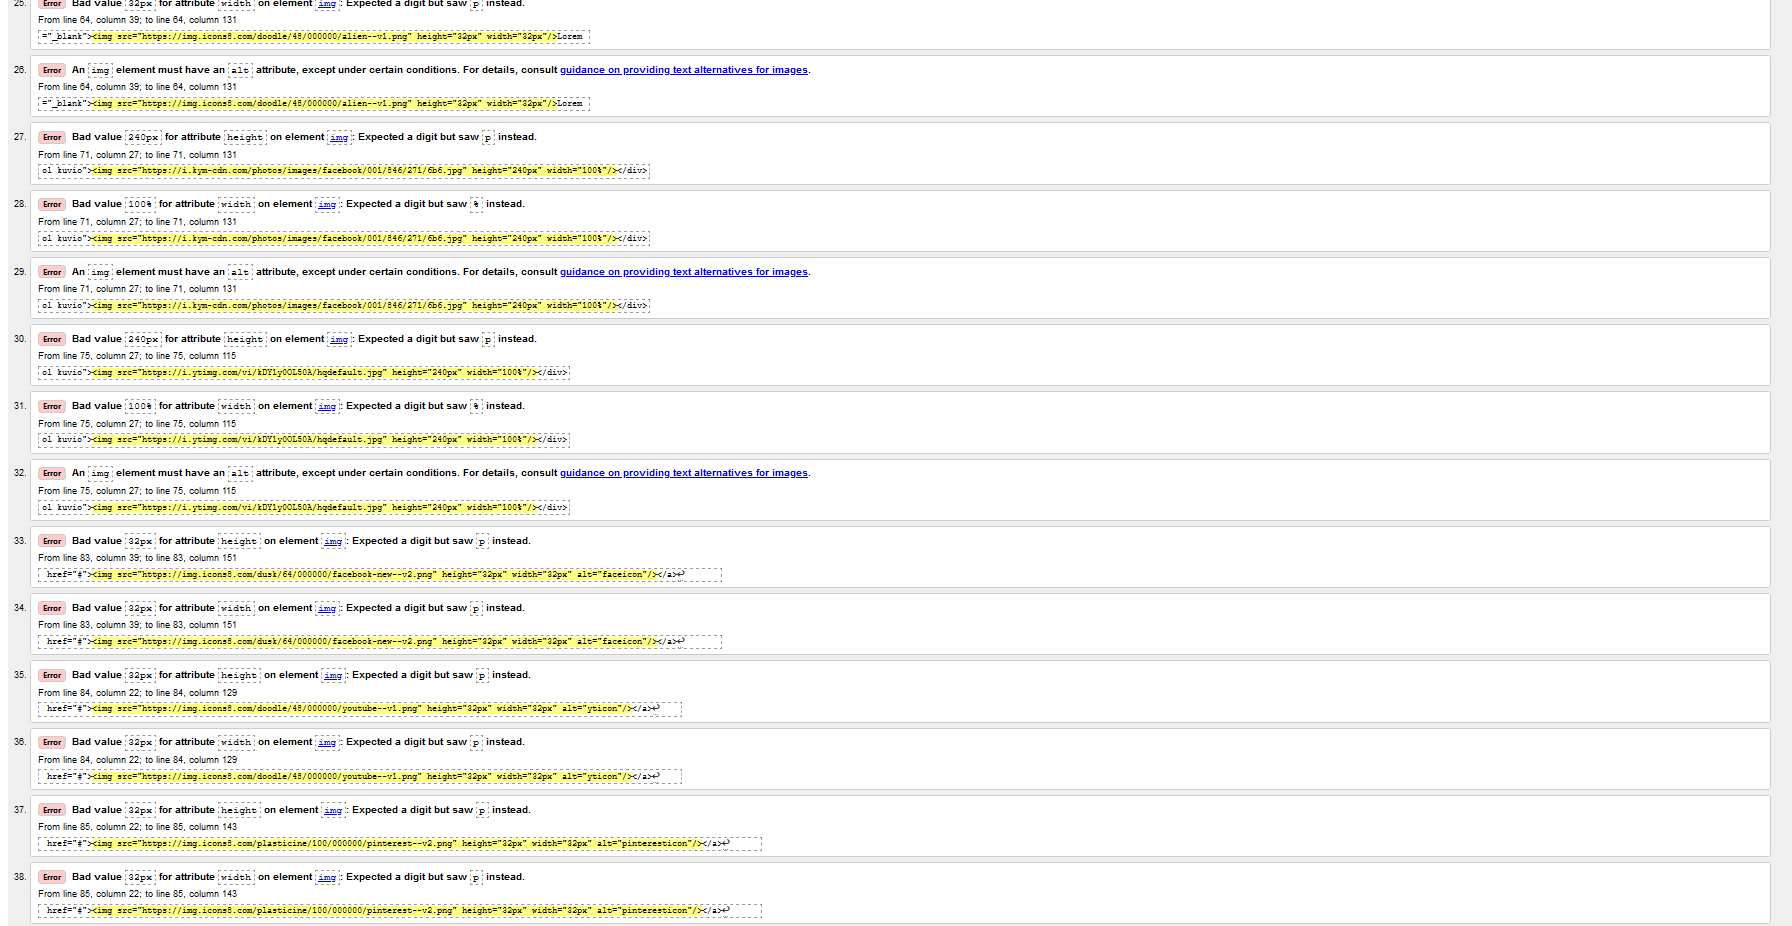 25. Error Bad value 32px for attribute width on element img: Expected a digit but saw p instead.
From line 64, column 39; to line 64, column 131
="_blank"><img src="https://img.icons8.com/doodle/48/000000/alien--v1.png" height="32px" width="32px"/>Lorem
26. Error An img element must have an alt attribute, except under certain conditions. For details, consult guidance on providing text alternatives for images.
From line 64, column 39; to line 64, column 131
="_blank"><img src="https://img.icons8.com/doodle/48/000000/alien--v1.png" height="32px" width="32px"/>Lorem
27. Error Bad value 240px for attribute height on element img: Expected a digit but saw p instead.
From line 71, column 27; to line 71, column 131
ol kuvio"><img src="https://i.kym-cdn.com/photos/images/facebook/001/846/271/6b6.jpg" height="240px" width="100%"/></div>
28. Error Bad value 100% for attribute width on element img: Expected a digit but saw % instead.
From line 71, column 27; to line 71, column 131
ol kuvio"><img src="https://i.kym-cdn.com/photos/images/facebook/001/846/271/6b6.jpg" height="240px" width="100%"/></div>
29. Error An img element must have an alt attribute, except under certain conditions. For details, consult guidance on providing text alternatives for images.
From line 71, column 27; to line 71, column 131
ol kuvio"><img src="https://i.kym-cdn.com/photos/images/facebook/001/846/271/6b6.jpg" height="240px" width="100%"/></div>
30. Error Bad value 240px for attribute height on element img: Expected a digit but saw p instead.
From line 75, column 27; to line 75, column 115
ol kuvio"><img src="https://i.ytimg.com/vi/kDY1y0OL50A/hqdefault.jpg" height="240px" width="100%"/></div>
31. Error Bad value 100% for attribute width on element img: Expected a digit but saw % instead.
From line 75, column 27; to line 75, column 115
ol kuvio"><img src="https://i.ytimg.com/vi/kDY1y0OL50A/hqdefault.jpg" height="240px" width="100%"/></div>
32. Error An img element must have an alt attribute, except under certain conditions. For details, consult guidance on providing text alternatives for images.
From line 75, column 27; to line 75, column 115
ol kuvio"><img src="https://i.ytimg.com/vi/kDY1y0OL50A/hqdefault.jpg" height="240px" width="100%"/></div>
33. Error Bad value 32px for attribute height on element img: Expected a digit but saw p instead.
From line 83, column 39; to line 83, column 151
href="#"><img src="https://img.icons8.com/dusk/64/000000/facebook-new--v2.png" height="32px" width="32px" alt="faceicon"/></a>↩
34. Error Bad value 32px for attribute width on element img: Expected a digit but saw p instead.
From line 83, column 39; to line 83, column 151
href="#"><img src="https://img.icons8.com/dusk/64/000000/facebook-new--v2.png" height="32px" width="32px" alt="faceicon"/></a>↩
35. Error Bad value 32px for attribute height on element img: Expected a digit but saw p instead.
From line 84, column 22; to line 84, column 129
href="#"><img src="https://img.icons8.com/doodle/48/000000/youtube--v1.png" height="32px" width="32px" alt="yticon"/></a>↩
36. Error Bad value 32px for attribute width on element img: Expected a digit but saw p instead.
From line 84, column 22; to line 84, column 129
href="#"><img src="https://img.icons8.com/doodle/48/000000/youtube--v1.png" height="32px" width="32px" alt="yticon"/></a>↩
37. Error Bad value 32px for attribute height on element img: Expected a digit but saw p instead.
From line 85, column 22; to line 85, column 143
href="#"><img src="https://img.icons8.com/plasticine/100/000000/pinterest--v2.png" height="32px" width="32px" alt="pinteresticon"/></a>↩
38. Error Bad value 32px for attribute width on element img: Expected a digit but saw p instead.
From line 85, column 22; to line 85, column 143
href="#"><img src="https://img.icons8.com/plasticine/100/000000/pinterest--v2.png" height="32px" width="32px" alt="pinteresticon"/></a>↩